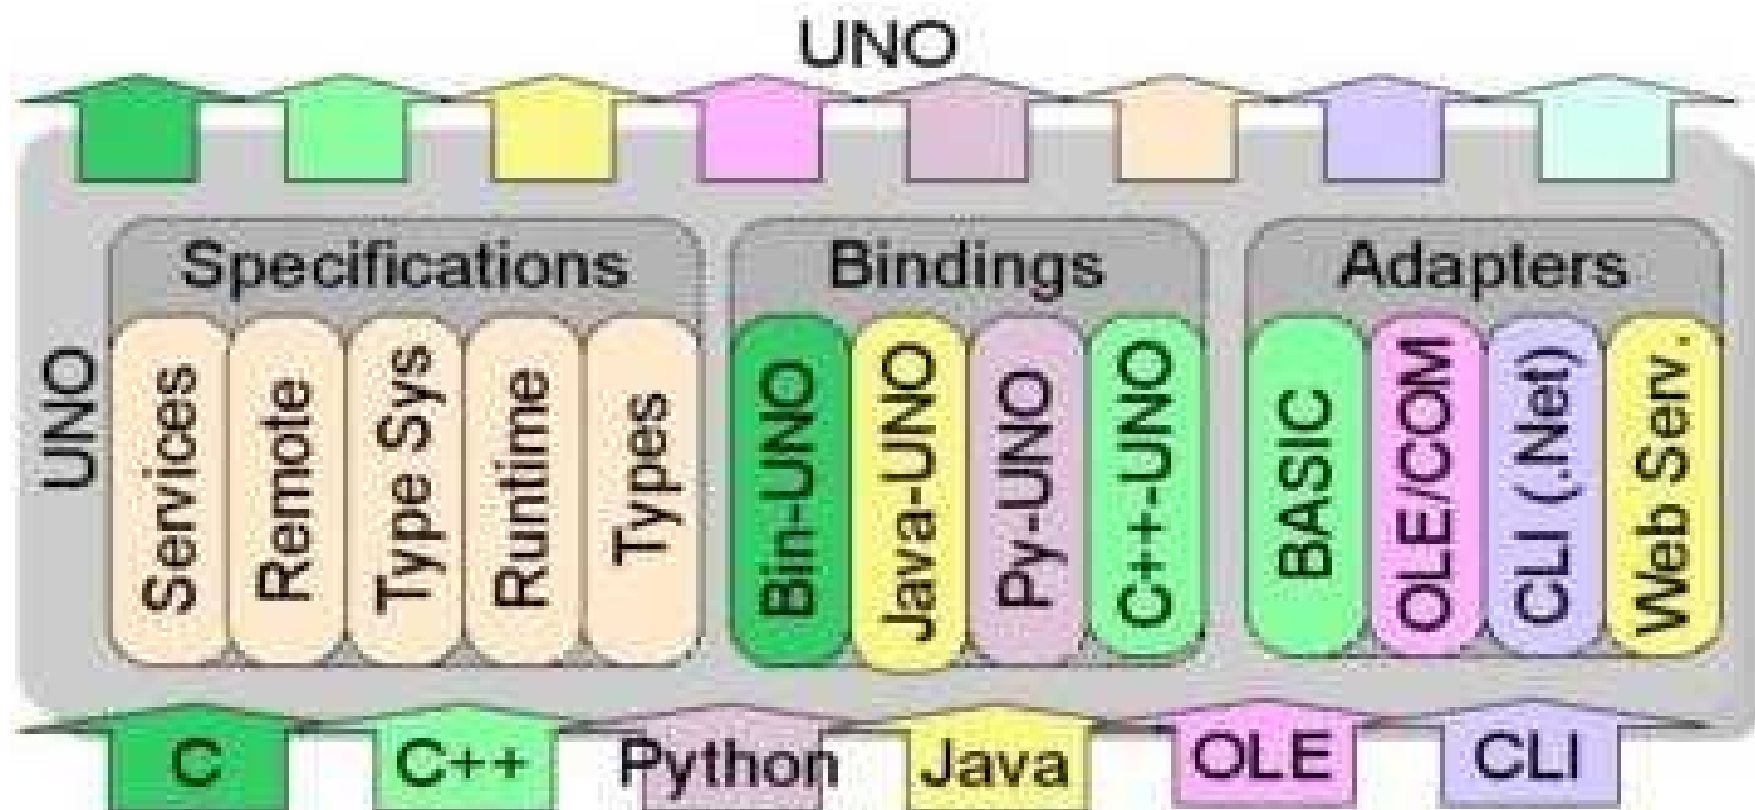 UNO
UNO
Specifications
Services
Remote
Type Sys
Runtime
Types
Bindings
Bin-UNO
Java-UNO
Py-UNO
C++-UNO
Adapters
BASIC
OLE/COM
CLI (.Net)
Web Serv.
C
C++
Python
Java
OLE
CLI